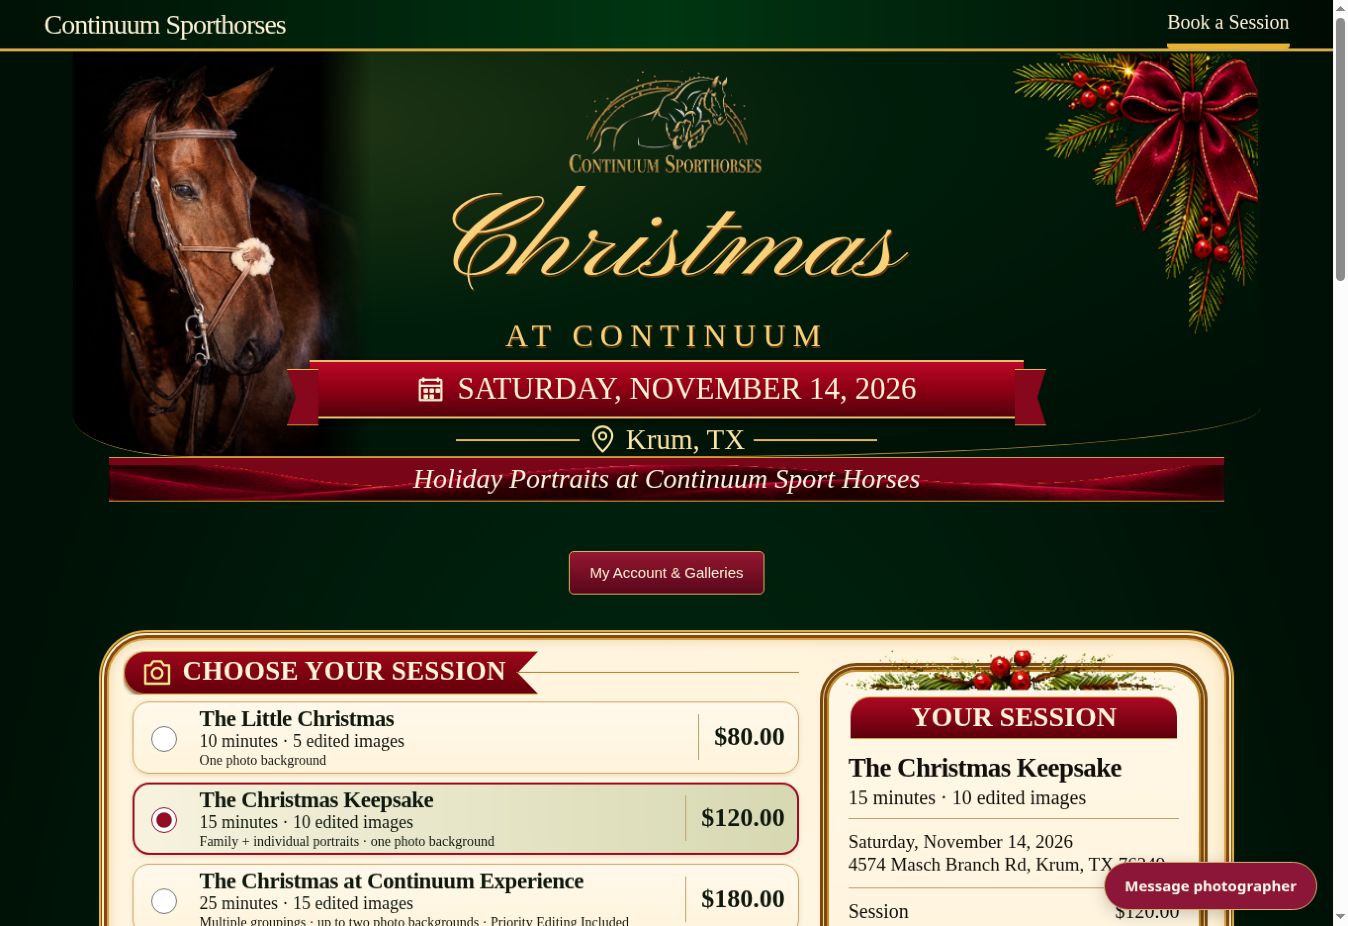 Continuum Sporthorses
Book a Session
CONTINUUM SPORTHORSES
Christmas
AT CONTINUUM
SATURDAY, NOVEMBER 14, 2026
Krum, TX
Holiday Portraits at Continuum Sport Horses
My Account & Galleries
CHOOSE YOUR SESSION
The Little Christmas
10 minutes · 5 edited images
One photo background
$80.00
The Christmas Keepsake
15 minutes · 10 edited images
Family + individual portraits · one photo background
$120.00
The Christmas at Continuum Experience
25 minutes · 15 edited images
Multiple groupings · up to two photo backgrounds · Priority Editing Included
$180.00
YOUR SESSION
The Christmas Keepsake
15 minutes · 10 edited images
Saturday, November 14, 2026
4574 Masch Branch Rd, Krum, TX 76249
Session
$120.00
Message photographer